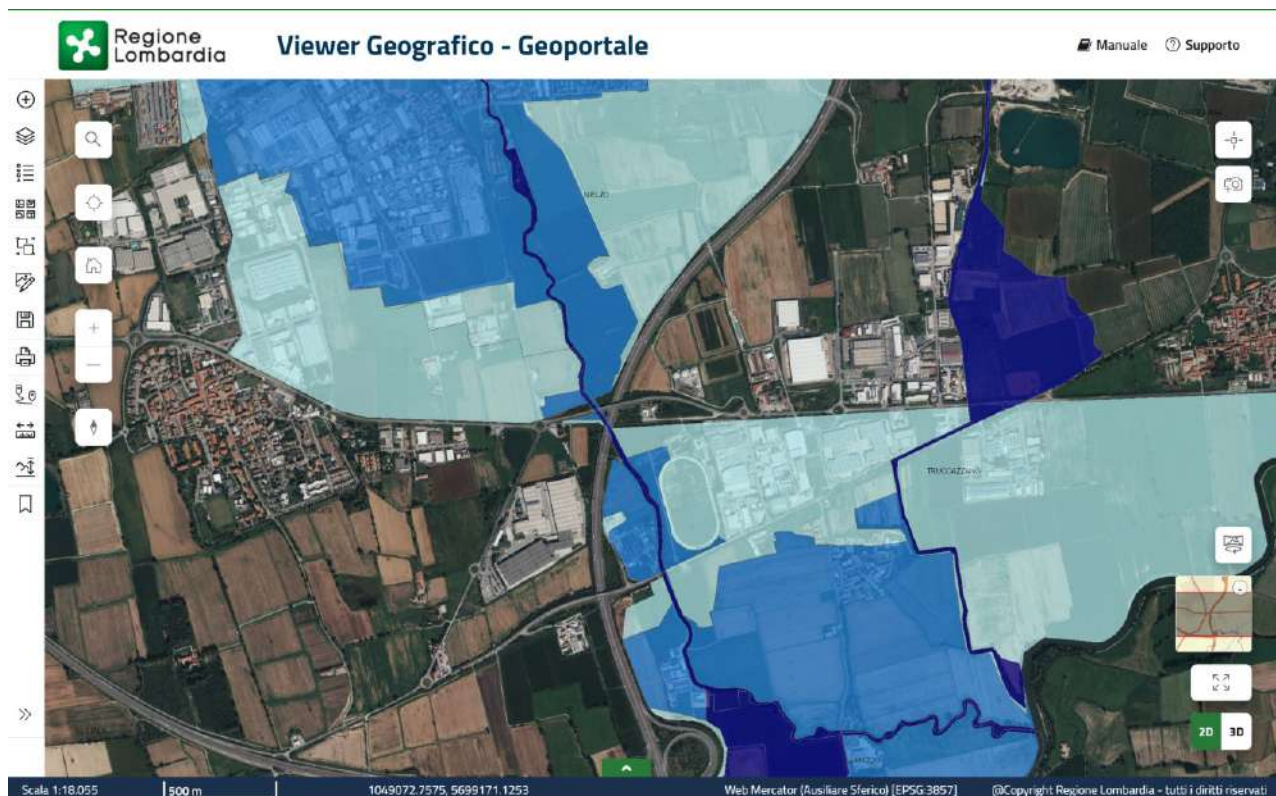 Regione
Lombardia
Viewer Geografico - Geoportale
Manuale
Supporto
MELZO
TRUCCAZZANO
2D 3D
Scala 1:18.055
500 m
1049072.7575, 5699171.1253
Web Mercator (Ausiliare Sferico) [EPSG:3857]
@Copyright Regione Lombardia - tutti i diritti riservati